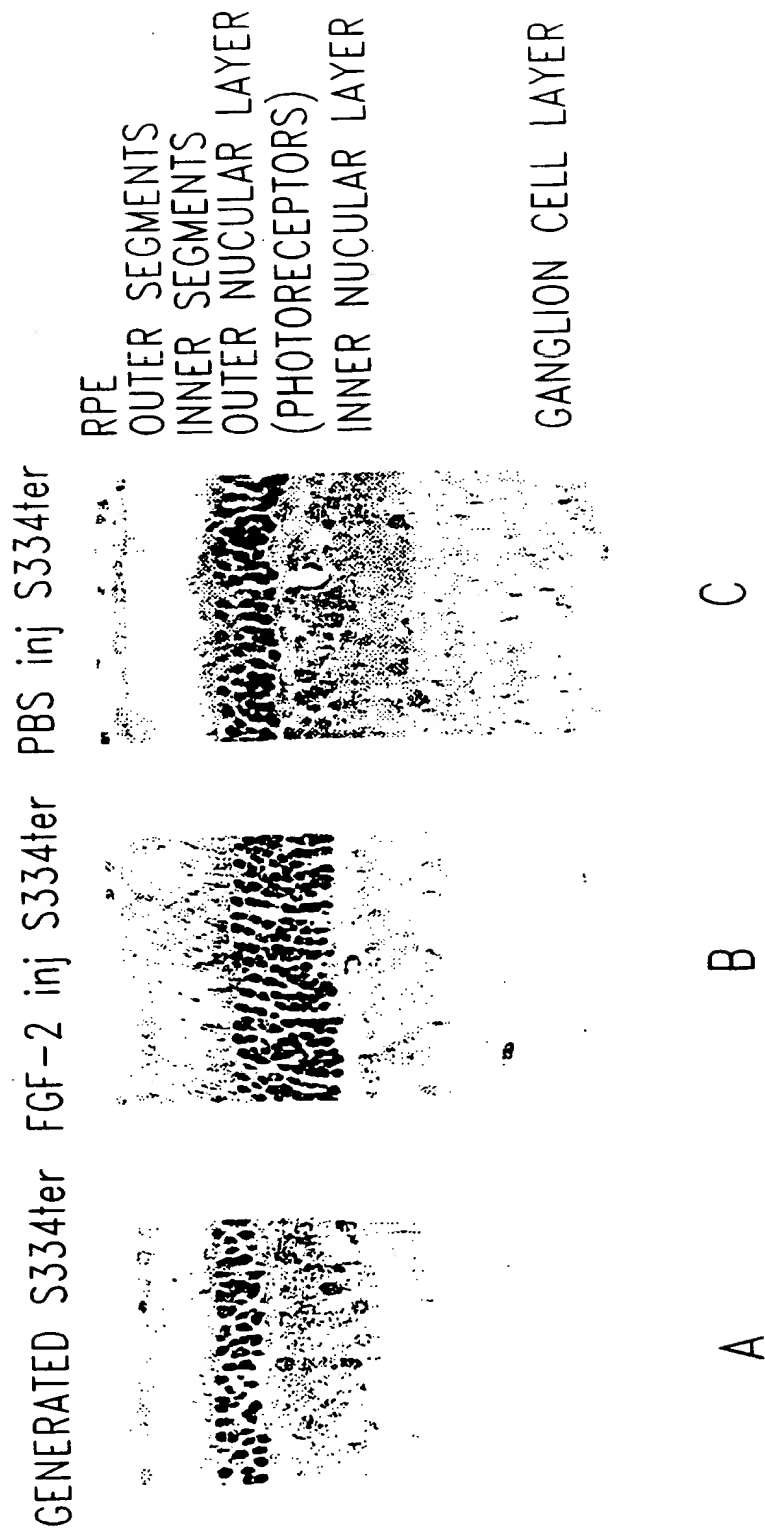 GENERATED S334ter
FGF-2 inj S334ter
PBS inj S334ter
RPE
OUTER SEGMENTS
INNER SEGMENTS
OUTER NUCULAR LAYER
(PHOTORECEPTORS)
INNER NUCULAR LAYER
GANGLION CELL LAYER
A
B
C